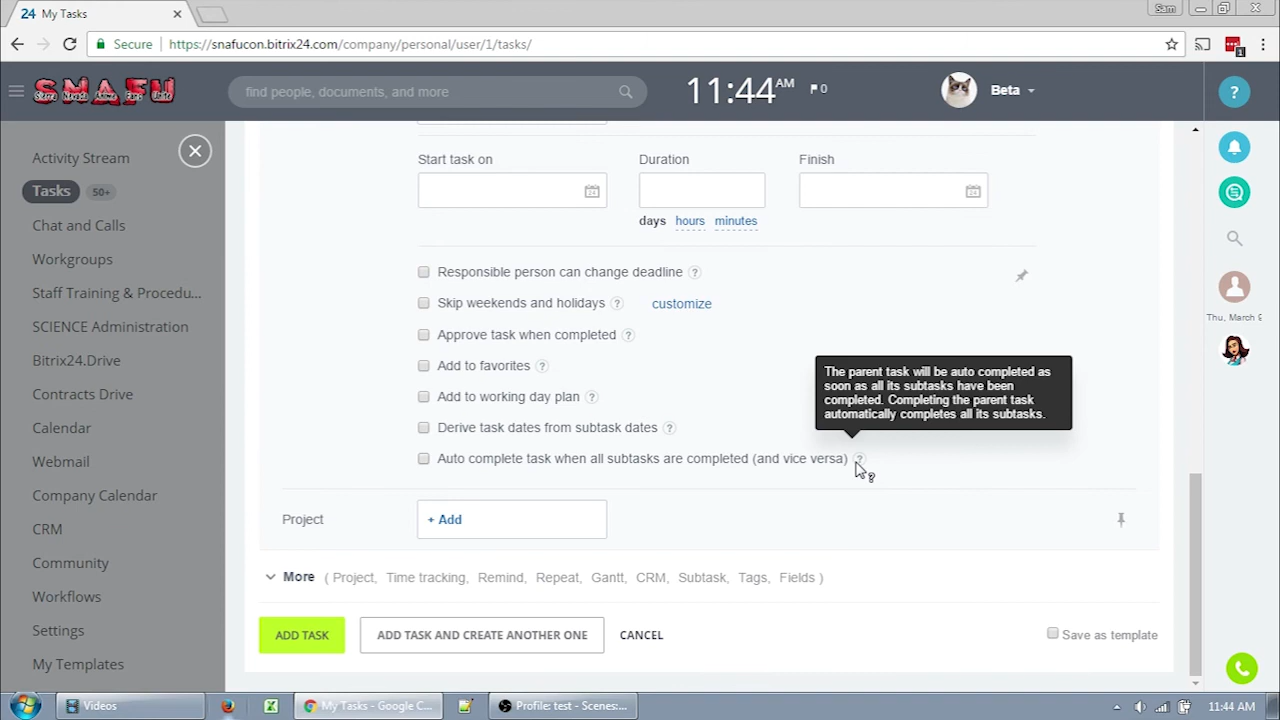 24 My Tasks
Sam
Secure https://snafucon.bitrix24.com/company/personal/user/1/tasks/
1
SNAFU
find people, documents, and more
11:44 AM
0
Beta
?
Activity Stream
Tasks 50+
Chat and Calls
Workgroups
Staff Training & Procedu...
SCIENCE Administration
Bitrix24.Drive
Contracts Drive
Calendar
Webmail
Company Calendar
CRM
Community
Workflows
Settings
My Templates
Start task on Duration Finish
24 24
days hours minutes
Responsible person can change deadline ?
Skip weekends and holidays ? customize
Approve task when completed ?
Add to favorites ?
Add to working day plan ?
Derive task dates from subtask dates ?
Auto complete task when all subtasks are completed (and vice versa) ?
The parent task will be auto completed as
soon as all its subtasks have been
completed. Completing the parent task
automatically completes all its subtasks.
Project + Add
More ( Project, Time tracking, Remind, Repeat, Gantt, CRM, Subtask, Tags, Fields )
ADD TASK ADD TASK AND CREATE ANOTHER ONE CANCEL Save as template
Thu, March 9
Videos
My Tasks - Google C...
Profile: test - Scenes:...
11:44 AM